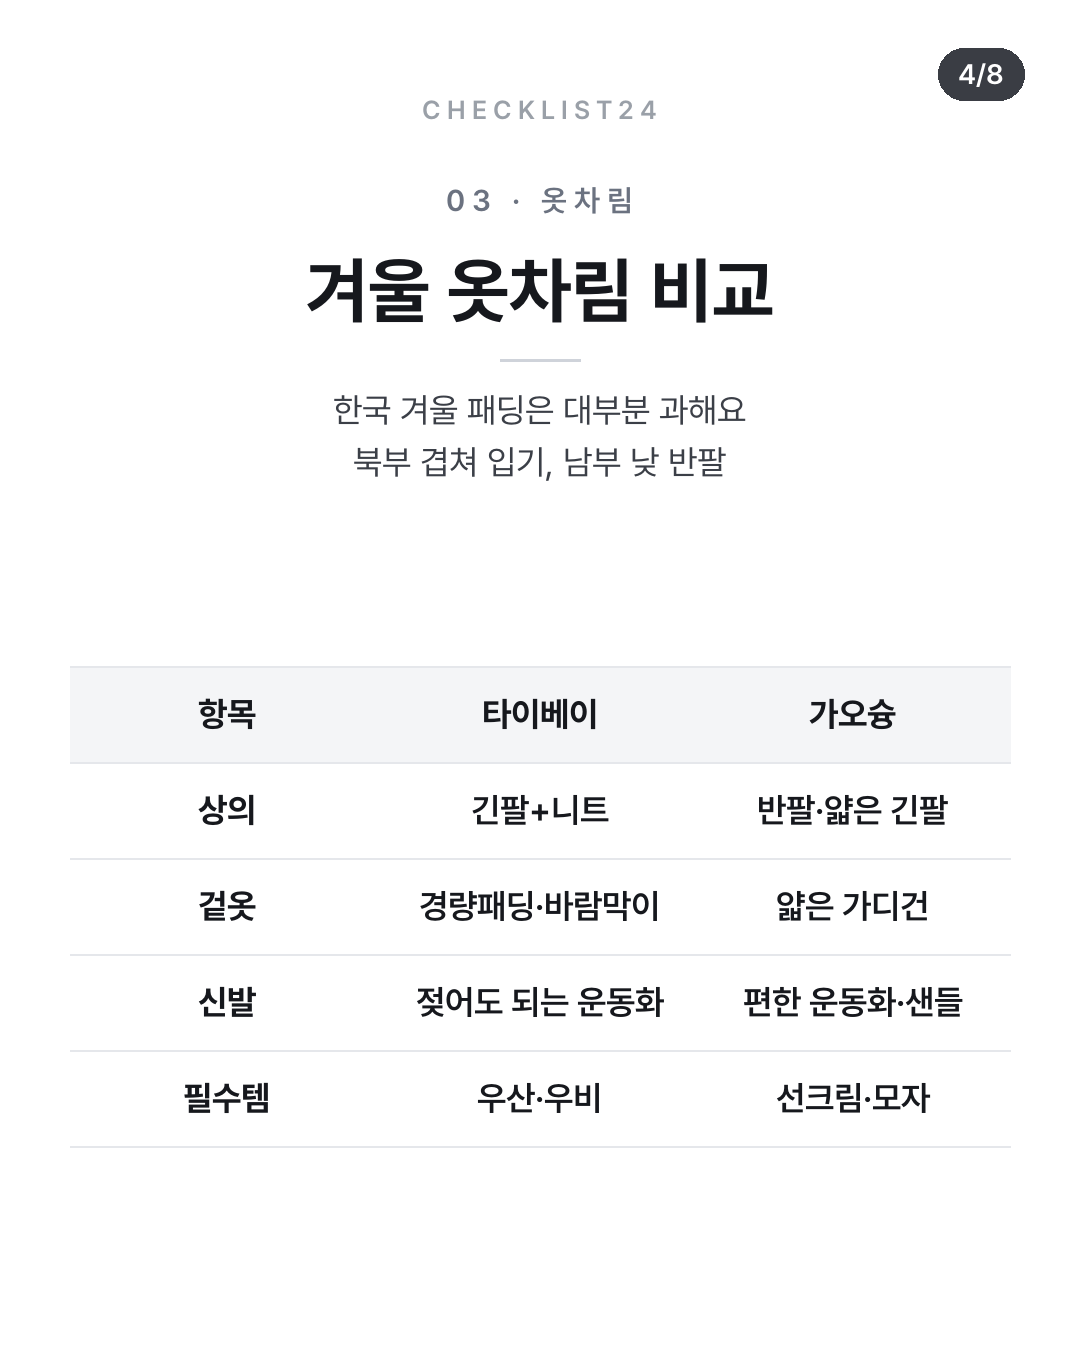 4/8
CHECKLIST24
03 · 옷차림
겨울 옷차림 비교
한국 겨울 패딩은 대부분 과해요
북부 겹쳐 입기, 남부 낮 반팔
항목 타이베이 가오슝
상의 긴팔+니트 반팔·얇은 긴팔
겉옷 경량패딩·바람막이 얇은 가디건
신발 젖어도 되는 운동화 편한 운동화·샌들
필수템 우산·우비 선크림·모자